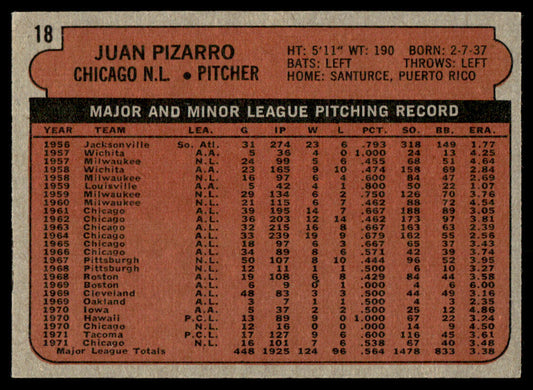 18
JUAN PIZARRO
CHICAGO N.L. • PITCHER
HT: 5'11" WT: 190 BORN: 2-7-37
BATS: LEFT THROWS: LEFT
HOME: SANTURCE, PUERTO RICO
MAJOR AND MINOR LEAGUE PITCHING RECORD
YEAR TEAM LEA. G IP W L PCT. SO. BB. ERA.
1956 Jacksonville So. Atl. 31 274 23 6 .793 318 149 1.77
1957 Wichita A.A. 5 36 4 0 1.000 24 13 4.25
1957 Milwaukee N.L. 24 99 5 6 .455 68 51 4.64
1958 Wichita A.A. 23 165 9 10 .474 158 69 2.84
1958 Milwaukee N.L. 16 97 6 4 .600 84 47 2.69
1959 Louisville A.A. 5 42 4 1 .800 50 22 1.07
1959 Milwaukee N.L. 29 134 6 2 .750 126 70 3.76
1960 Milwaukee N.L. 21 115 6 7 .462 88 72 4.54
1961 Chicago A.L. 39 195 14 7 .667 188 89 3.05
1962 Chicago A.L. 36 203 12 14 .462 173 97 3.81
1963 Chicago A.L. 32 215 16 8 .667 163 63 2.39
1964 Chicago A.L. 33 239 19 9 .679 162 55 2.56
1965 Chicago A.L. 18 97 6 3 .667 65 37 3.43
1966 Chicago A.L. 34 89 8 6 .571 42 39 3.74
1967 Pittsburgh N.L. 50 107 8 10 .444 96 52 3.95
1968 Pittsburgh N.L. 12 11 1 1 .500 6 10 3.27
1968 Boston A.L. 19 108 6 8 .429 84 44 3.58
1969 Boston A.L. 6 9 0 1 .000 4 6 6.00
1969 Cleveland A.L. 48 83 3 3 .500 44 49 3.16
1969 Oakland A.L. 3 7 1 1 .500 4
1970 Iowa A.A. 5 37 2 2 .500 25 12 4.86
1970 Hawaii P.C.L. 13 9 0 1.000 67 22 3.24
1970 Chicago N.L. 12 16 0 0 .000 14 9 4.50
1971 Tacoma P.C.L. 17 127 9 6 .600 116 45 3.61
1971 Chicago N.L. 16 101 7 6 .538 67 40 3.48
Major League Totals 448 1925 124 96 .564 1478 833 3.38